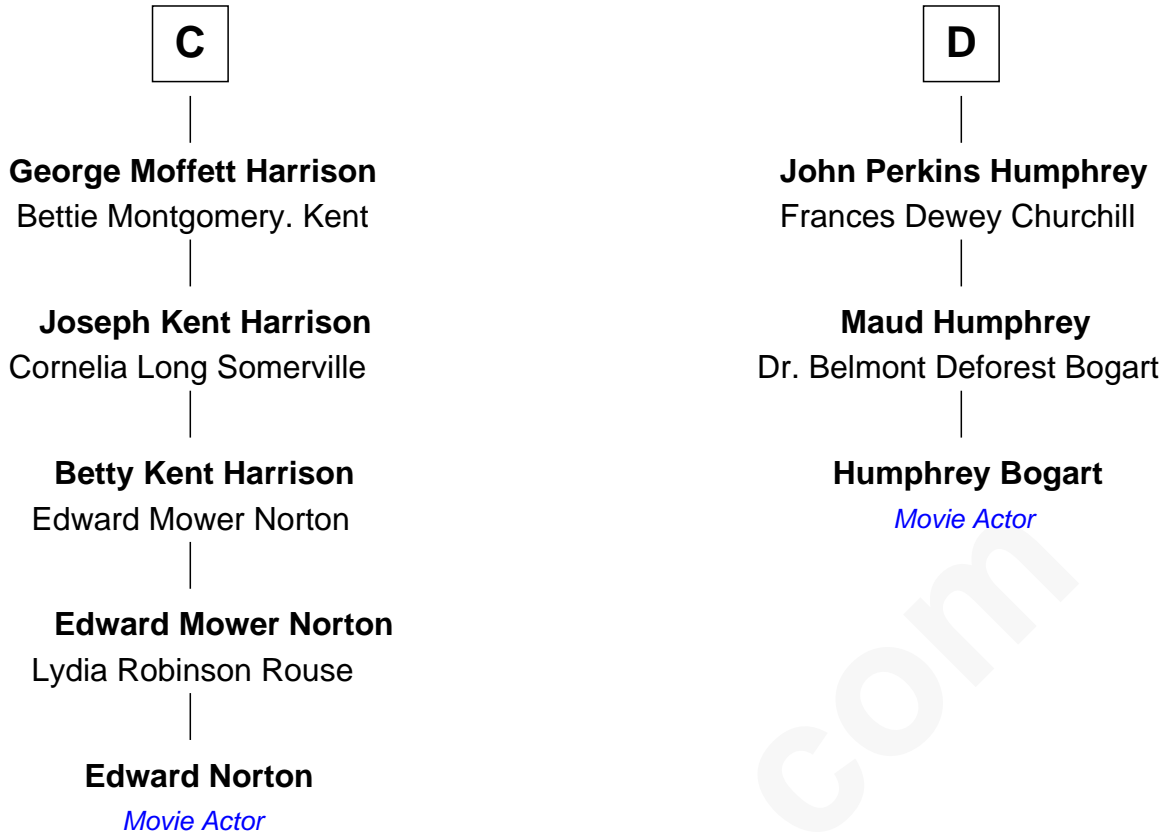 C
George Moffett Harrison
Bettie Montgomery. Kent
Joseph Kent Harrison
Cornelia Long Somerville
Betty Kent Harrison
Edward Mower Norton
Edward Mower Norton
Lydia Robinson Rouse
Edward Norton
Movie Actor
D
John Perkins Humphrey
Frances Dewey Churchill
Maud Humphrey
Dr. Belmont Deforest Bogart
Humphrey Bogart
Movie Actor
com